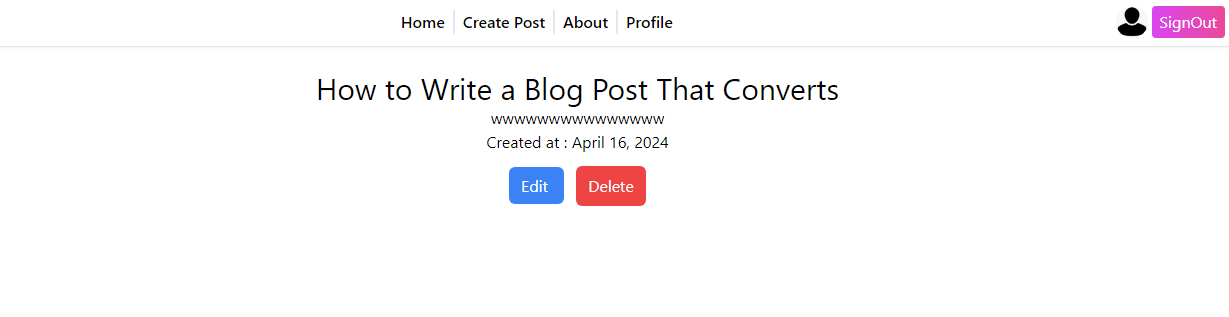 Home Create Post About Profile SignOut
How to Write a Blog Post That Converts
wwwwwwwwwwwwwww
Created at : April 16, 2024
Edit Delete